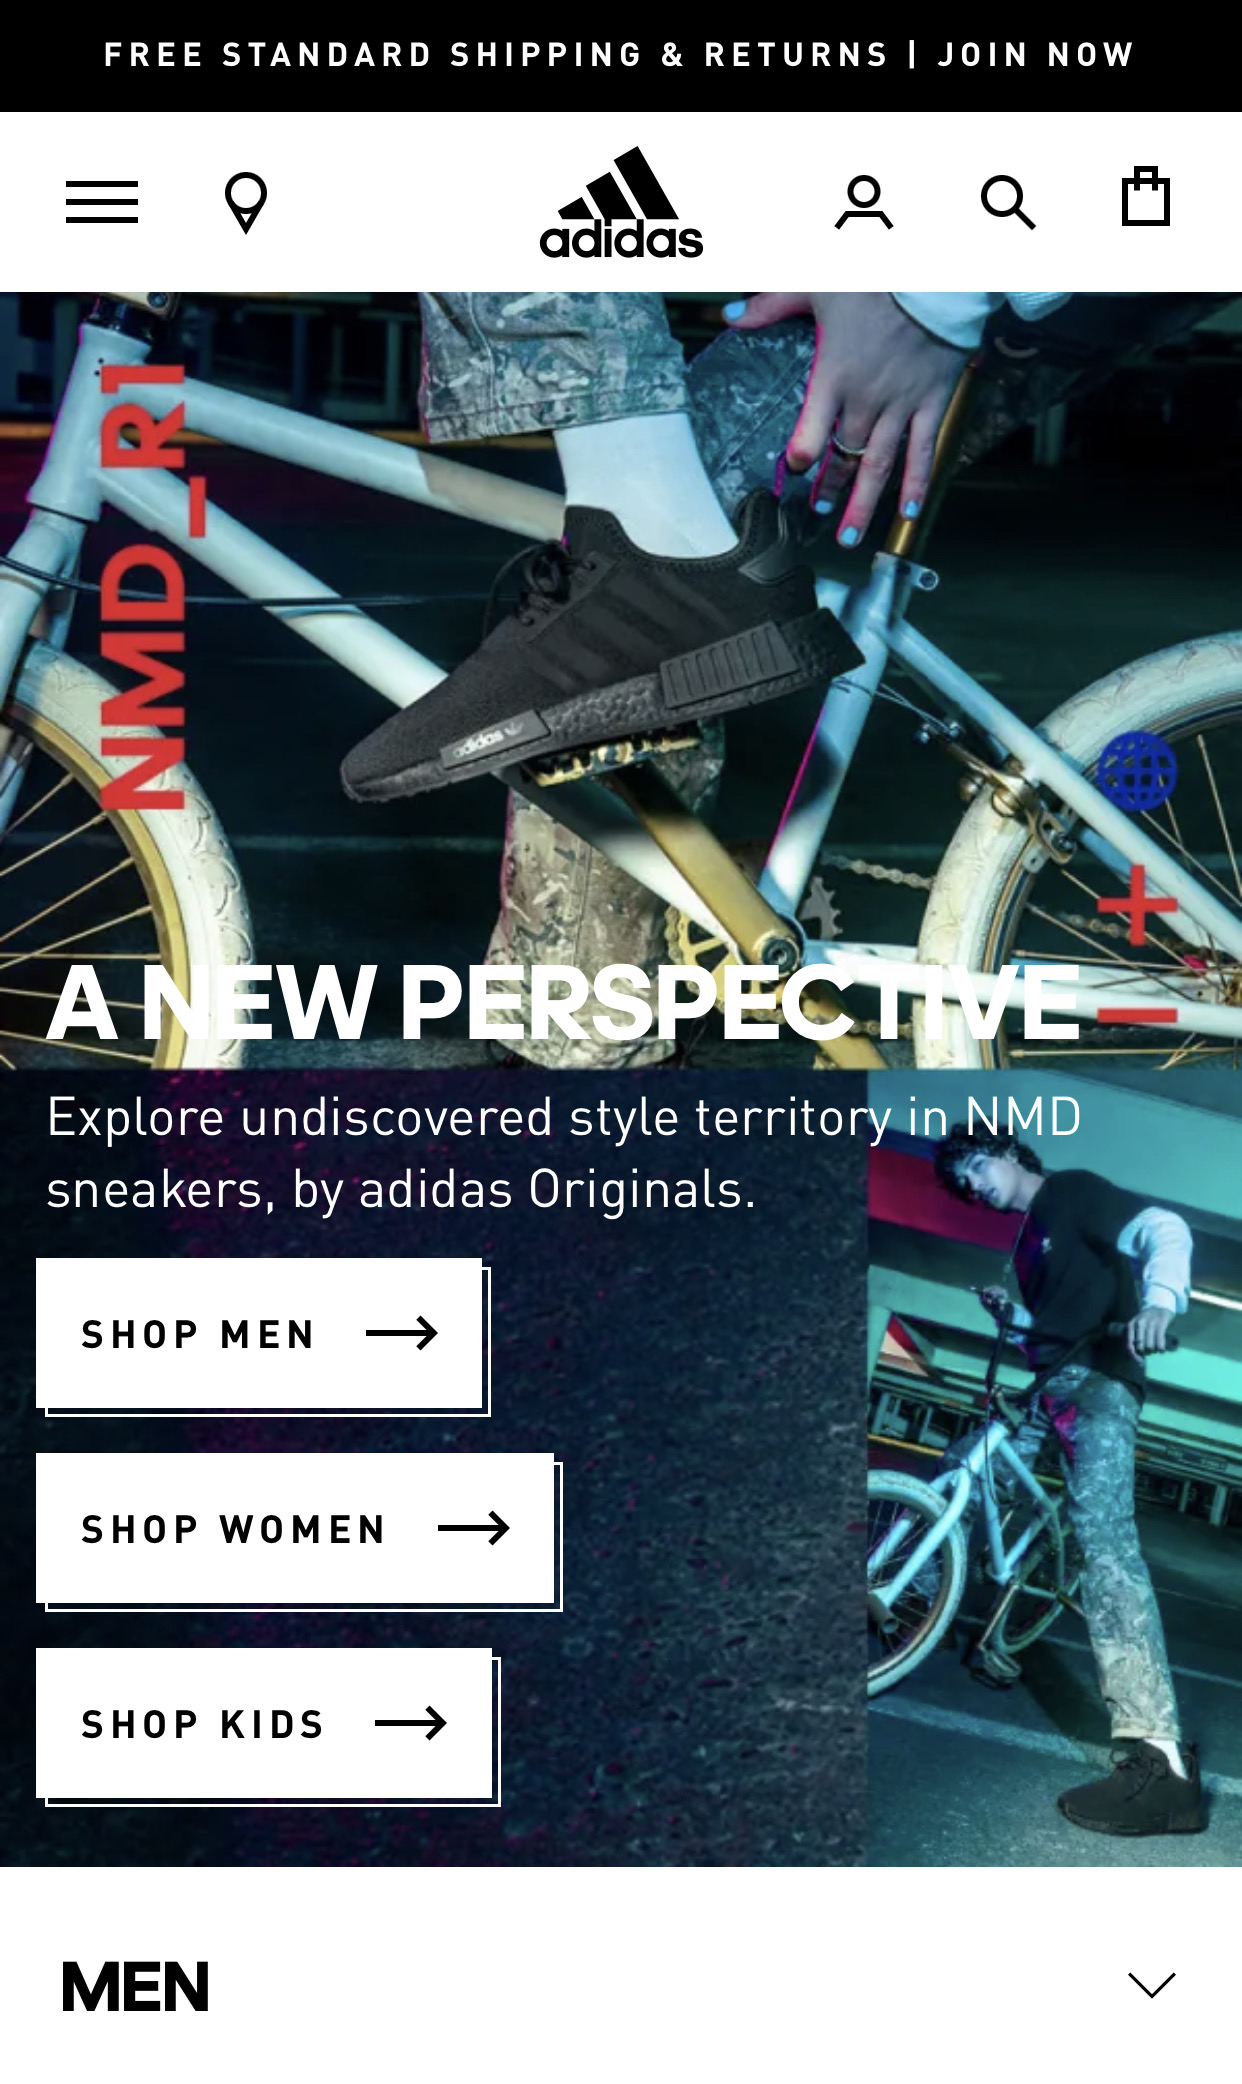 FREE STANDARD SHIPPING & RETURNS | JOIN NOW
adidas
NMD_R1
adidas
A NEW PERSPECTIVE
Explore undiscovered style territory in NMD
sneakers, by adidas Originals.
SHOP MEN
SHOP WOMEN
SHOP KIDS
MEN